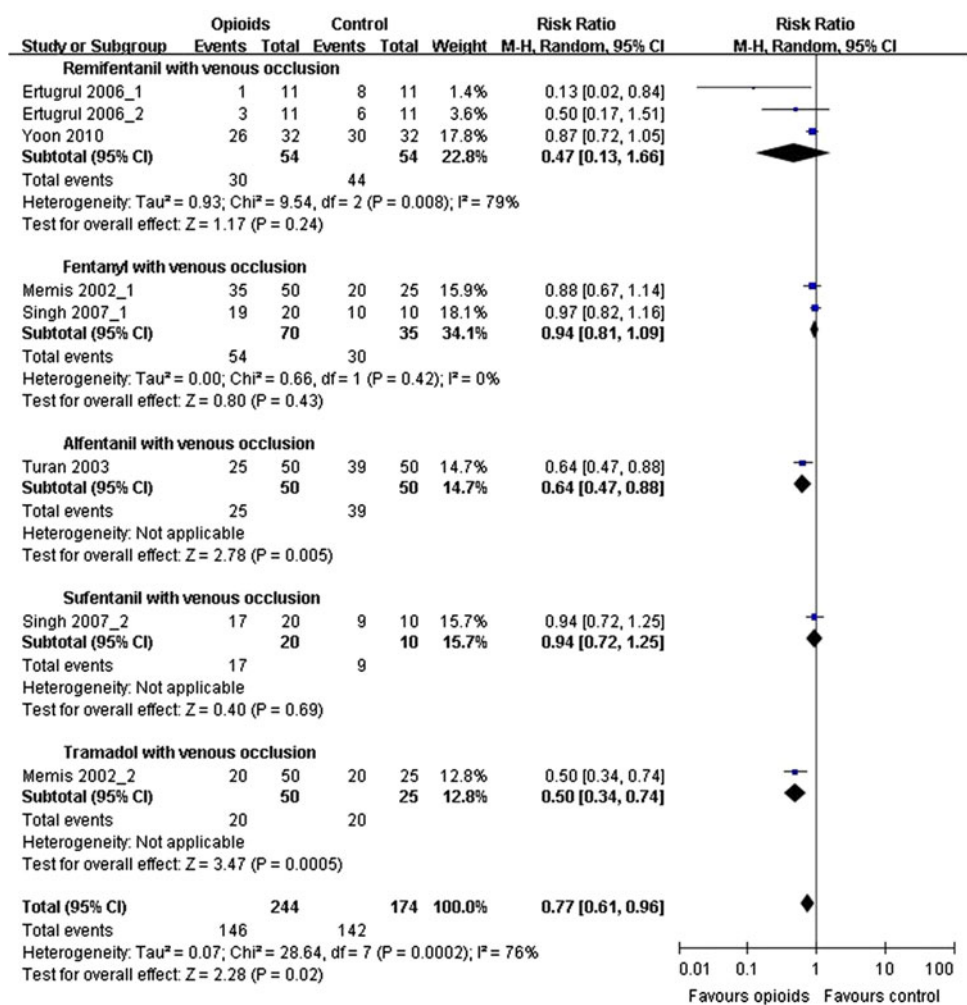 Opioids Control Risk Ratio Risk Ratio
Study or Subgroup Events Total Events Total Weight M-H, Random, 95% CI M-H, Random, 95% CI
Remifentanil with venous occlusion
Ertugrul 2006_1 1 11 8 11 1.4% 0.13 [0.02, 0.84]
Ertugrul 2006_2 3 11 6 11 3.6% 0.50 [0.17, 1.51]
Yoon 2010 26 32 30 32 17.8% 0.87 [0.72, 1.05]
Subtotal (95% CI) 54 54 22.8% 0.47 [0.13, 1.66]
Total events 30 44
Heterogeneity: Tau² = 0.93; Chi² = 9.54, df = 2 (P = 0.008); I² = 79%
Test for overall effect: Z = 1.17 (P = 0.24)
Fentanyl with venous occlusion
Memis 2002_1 35 50 20 25 15.9% 0.88 [0.67, 1.14]
Singh 2007_1 19 20 10 10 18.1% 0.97 [0.82, 1.16]
Subtotal (95% CI) 70 35 34.1% 0.94 [0.81, 1.09]
Total events 54 30
Heterogeneity: Tau² = 0.00; Chi² = 0.66, df = 1 (P = 0.42); I² = 0%
Test for overall effect: Z = 0.80 (P = 0.43)
Alfentanil with venous occlusion
Turan 2003 25 50 39 50 14.7% 0.64 [0.47, 0.88]
Subtotal (95% CI) 50 50 14.7% 0.64 [0.47, 0.88]
Total events 25 39
Heterogeneity: Not applicable
Test for overall effect: Z = 2.78 (P = 0.005)
Sufentanil with venous occlusion
Singh 2007_2 17 20 9 10 15.7% 0.94 [0.72, 1.25]
Subtotal (95% CI) 20 10 15.7% 0.94 [0.72, 1.25]
Total events 17 9
Heterogeneity: Not applicable
Test for overall effect: Z = 0.40 (P = 0.69)
Tramadol with venous occlusion
Memis 2002_2 20 50 20 25 12.8% 0.50 [0.34, 0.74]
Subtotal (95% CI) 50 25 12.8% 0.50 [0.34, 0.74]
Total events 20 20
Heterogeneity: Not applicable
Test for overall effect: Z = 3.47 (P = 0.0005)
Total (95% CI) 244 174 100.0% 0.77 [0.61, 0.96]
Total events 146 142
Heterogeneity: Tau² = 0.07; Chi² = 28.64, df = 7 (P = 0.0002); I² = 76%
Test for overall effect: Z = 2.28 (P = 0.02)
0.01 0.1 1 10 100
Favours opioids Favours control